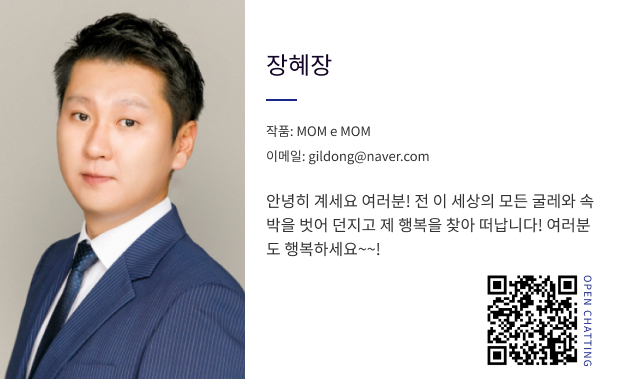 장혜장
작품: MOM e MOM
이메일: gildong@naver.com
안녕히 계세요 여러분! 전 이 세상의 모든 굴레와 속
박을 벗어 던지고 제 행복을 찾아 떠납니다! 여러분
도 행복하세요~~!
OPEN CHATTING